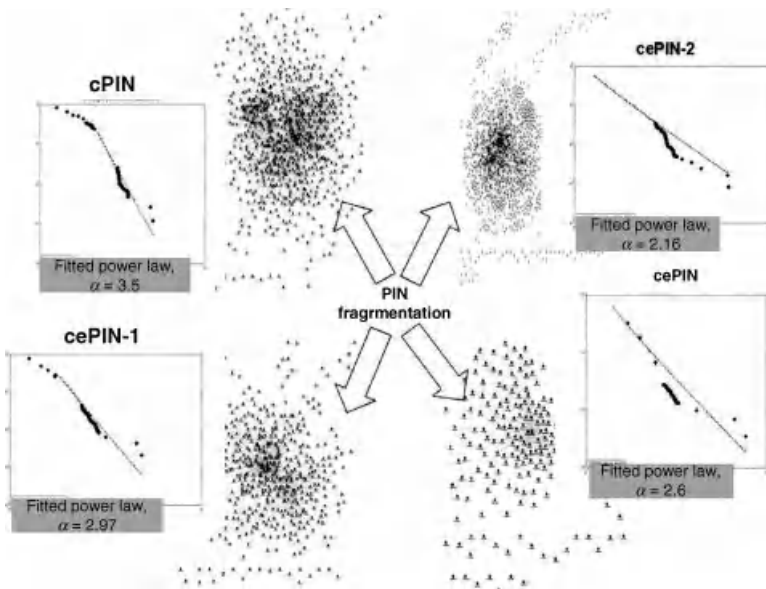 cPIN
cePIN-2
Fitted power law,
α = 3.5
Fitted power law,
α = 2.16
PIN
fragrmentation
cePIN
cePIN-1
Fitted power law,
α = 2.97
Fitted power law,
α = 2.6